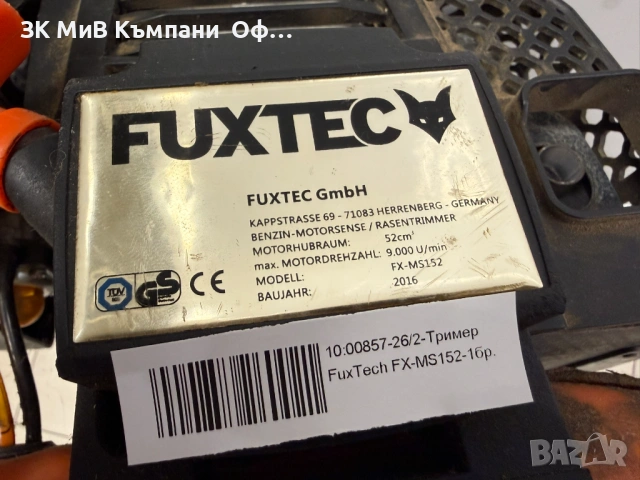 ЗК МиВ Къмпани Оф...
FUXTEC
FUXTEC GmbH
KAPPSTRASSE 69 - 71083 HERRENBERG - GERMANY
BENZIN-MOTORSENSE / RASENTRIMMER
MOTORHUBRAUM: 52cm³
max. MOTORDREHZAHL: 9.000 U/min
MODELL: FX-MS152
BAUJAHR: 2016
TÜV GS CE
10:00857-26/2-Тример
FuxTech FX-MS152-1бр.
BAZAR